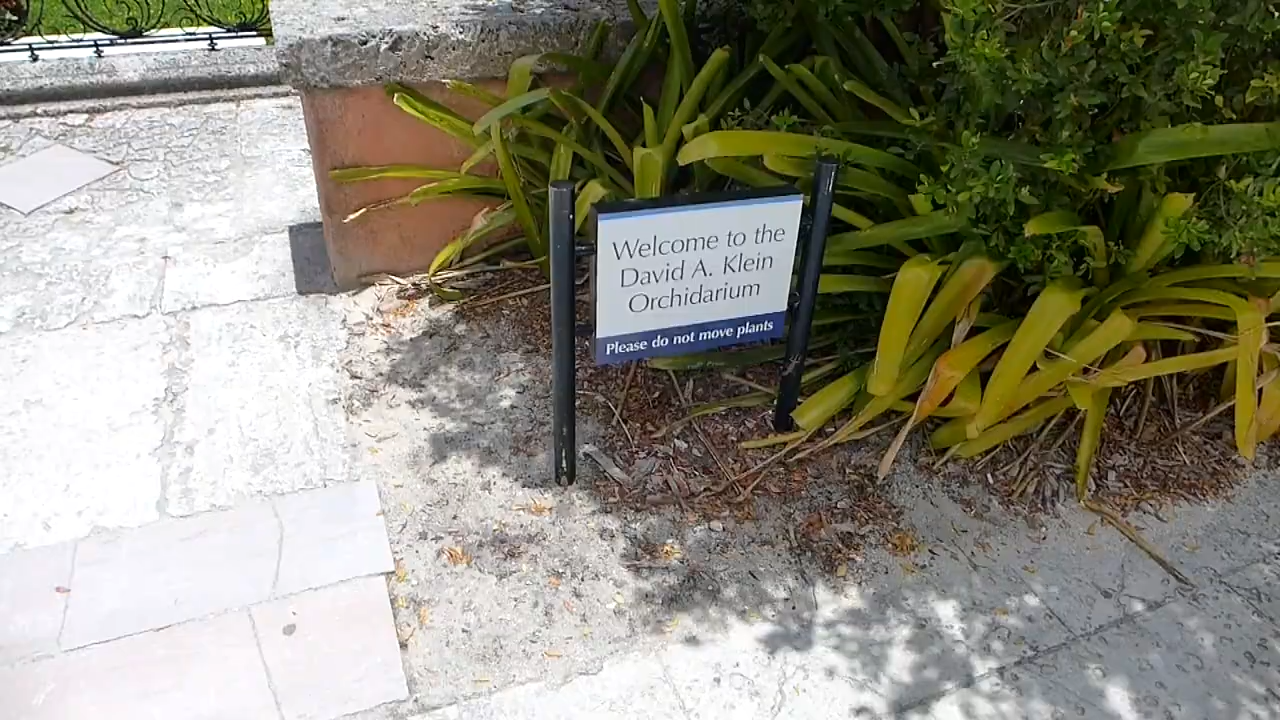 Welcome to the
David A. Klein
Orchidarium
Please do not move plants